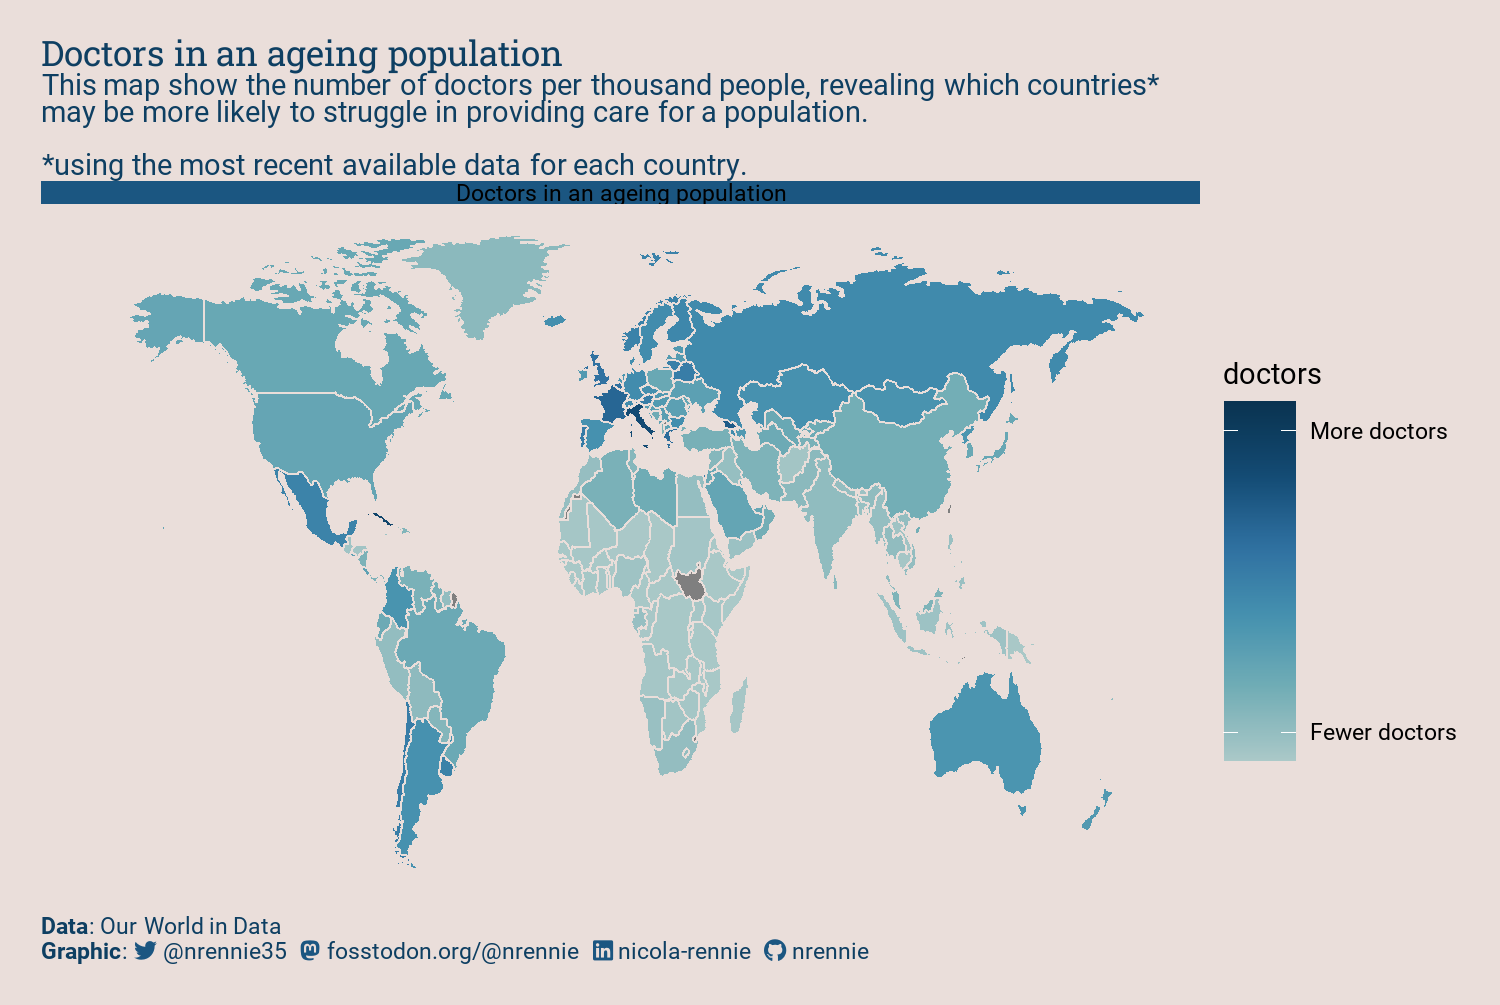 Doctors in an ageing population
This map show the number of doctors per thousand people, revealing which countries*
may be more likely to struggle in providing care for a population.
*using the most recent available data for each country.
Doctors in an ageing population
doctors
More doctors
Fewer doctors
Data: Our World in Data
Graphic: @nrennie35 fosstodon.org/@nrennie nicola-rennie nrennie